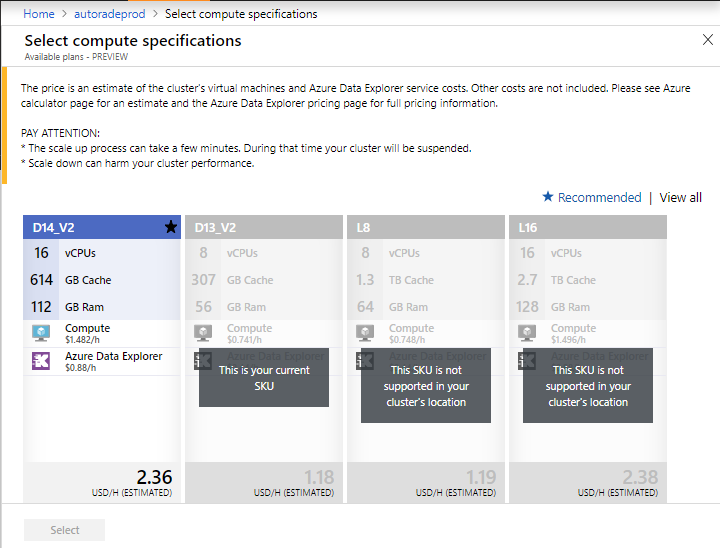 Home > autoradeprod > Select compute specifications
Select compute specifications
Available plans - PREVIEW
The price is an estimate of the cluster's virtual machines and Azure Data Explorer service costs. Other costs are not included. Please see Azure
calculator page for an estimate and the Azure Data Explorer pricing page for full pricing information.
PAY ATTENTION:
* The scale up process can take a few minutes. During that time your cluster will be suspended.
* Scale down can harm your cluster performance.
★ Recommended | View all
D14_V2 ★
16 vCPUs
614 GB Cache
112 GB Ram
Compute
$1.482/h
Azure Data Explorer
$0.88/h
2.36
USD/H (ESTIMATED)
D13_V2
8 vCPUs
307 GB Cache
56 GB Ram
Compute
$0.741/h
Azure Data Explorer
This is your current
SKU
1.18
USD/H (ESTIMATED)
L8
8 vCPUs
1.3 TB Cache
64 GB Ram
Compute
$0.748/h
Azure Data Explorer
This SKU is not
supported in your
cluster's location
1.19
USD/H (ESTIMATED)
L16
16 vCPUs
2.7 TB Cache
128 GB Ram
Compute
$1.496/h
Azure Data Explorer
This SKU is not
supported in your
cluster's location
2.38
USD/H (ESTIMATED)
Select